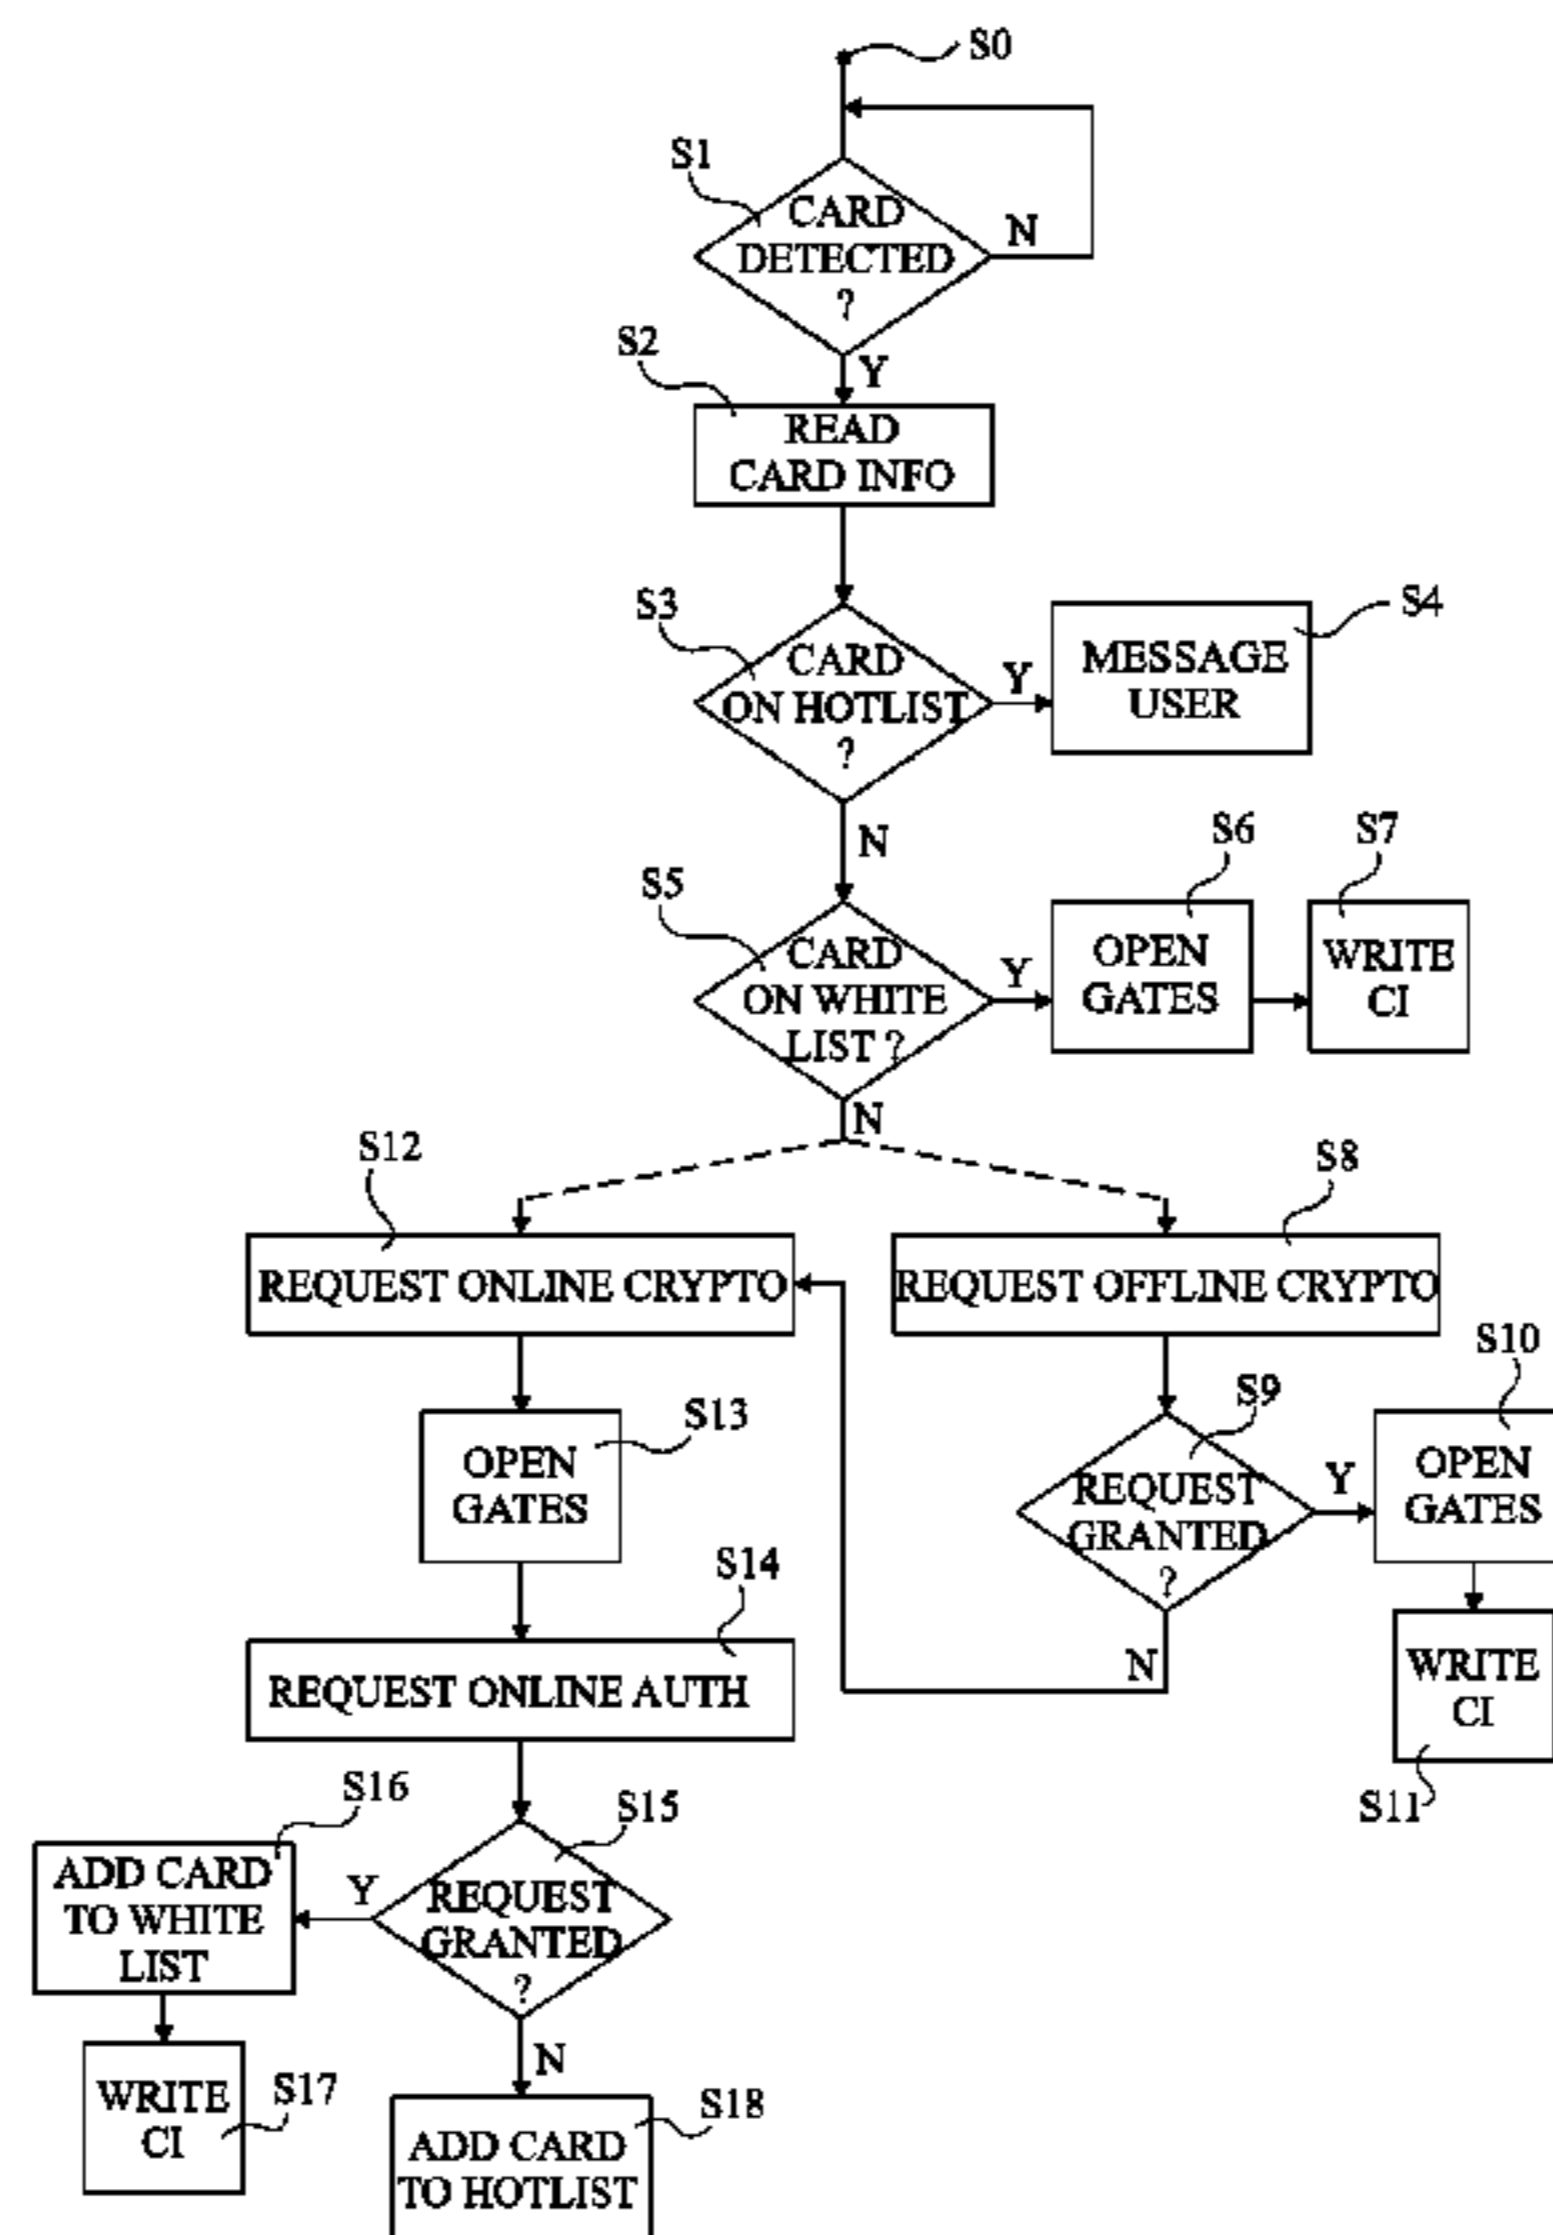 S0
S1
CARD
DETECTED
?
N
Y
S2
READ
CARD INFO
S3
CARD
ON HOTLIST
?
Y
S4
MESSAGE
USER
N
S5
CARD
ON WHITE
LIST ?
Y
S6
OPEN
GATES
S7
WRITE
CI
N
S12
REQUEST ONLINE CRYPTO
S8
REQUEST OFFLINE CRYPTO
S13
OPEN
GATES
S9
REQUEST
GRANTED
?
Y
S10
OPEN
GATES
N
S11
WRITE
CI
S14
REQUEST ONLINE AUTH
S15
REQUEST
GRANTED
?
Y
S16
ADD CARD
TO WHITE
LIST
S17
WRITE
CI
N
S18
ADD CARD
TO HOTLIST